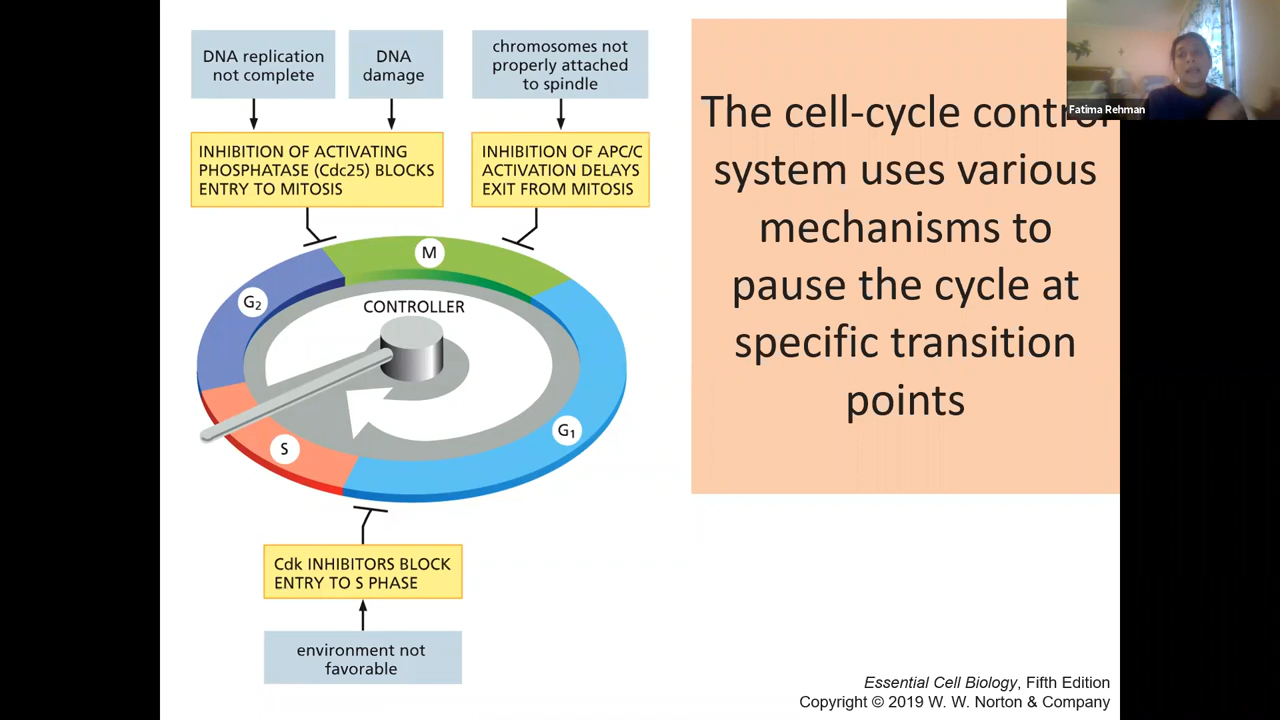 DNA replication
not complete
DNA
damage
chromosomes not
properly attached
to spindle
INHIBITION OF ACTIVATING
PHOSPHATASE (Cdc25) BLOCKS
ENTRY TO MITOSIS
INHIBITION OF APC/C
ACTIVATION DELAYS
EXIT FROM MITOSIS
M
G2
CONTROLLER
G1
S
Cdk INHIBITORS BLOCK
ENTRY TO S PHASE
environment not
favorable
The cell-cycle control
system uses various
mechanisms to
pause the cycle at
specific transition
points
Fatima Rehman
Essential Cell Biology, Fifth Edition
Copyright © 2019 W. W. Norton & Company